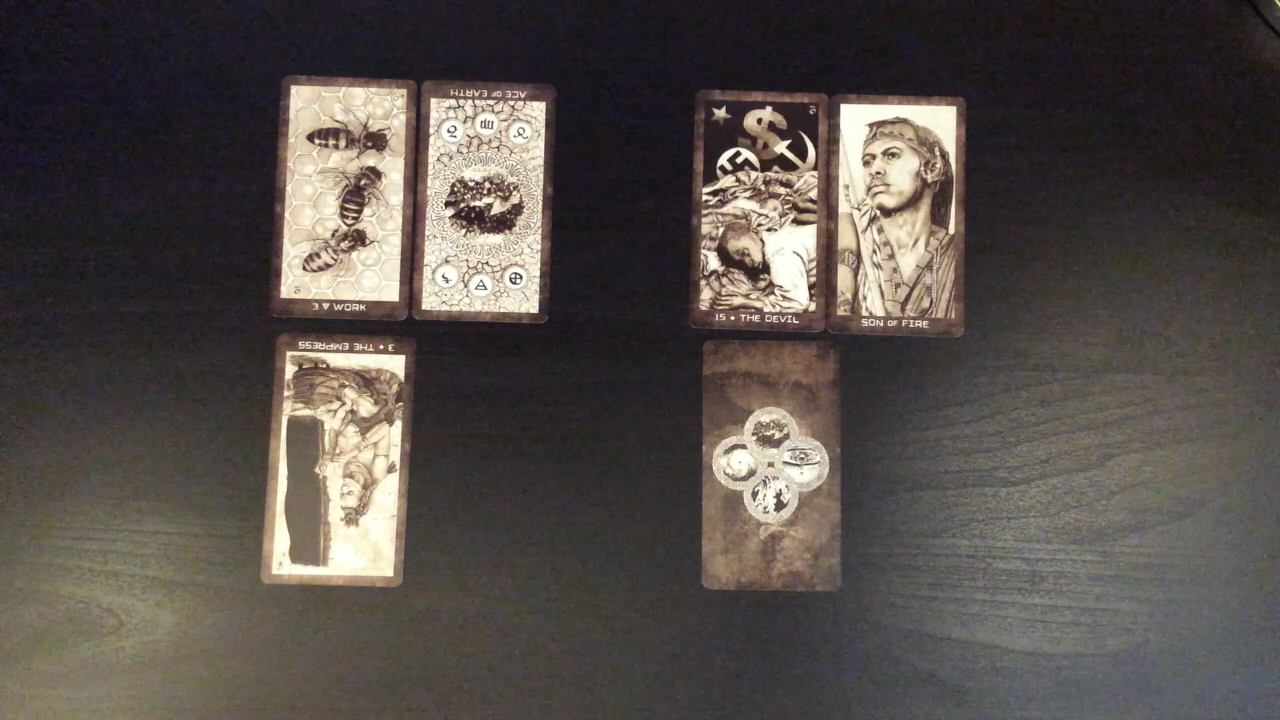 3 ▽ WORK
ACE OF EARTH
$
15 ✦ THE DEVIL
SON OF FIRE
3 ✦ THE EMPRESS